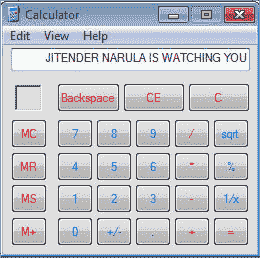 Calculator
Edit View Help
JITENDER NARULA IS WATCHING YOU
Backspace CE C
MC 7 8 9 / sqrt
MR 4 5 6 * %
MS 1 2 3 - 1/x
M+ 0 +/- . + =